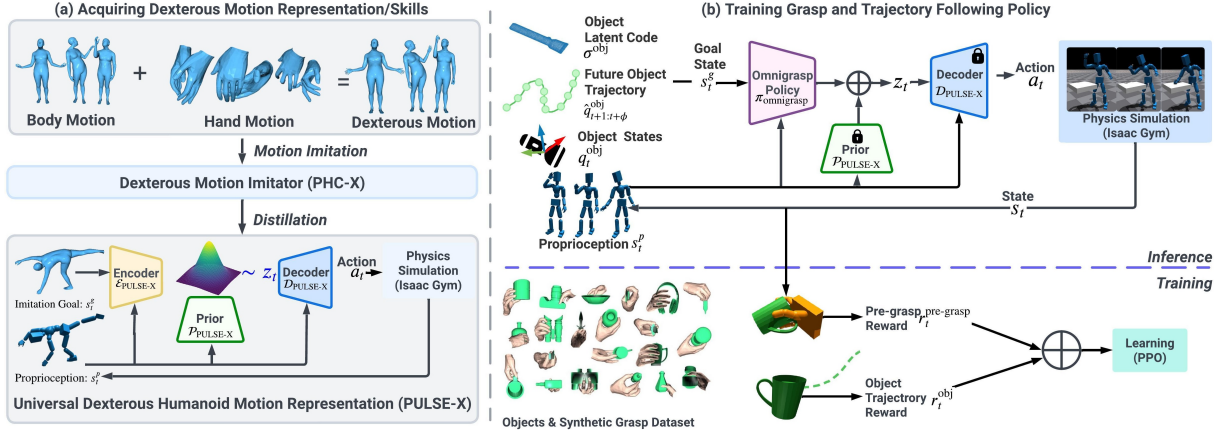 (a) Acquiring Dexterous Motion Representation/Skills
Body Motion
+
Hand Motion
=
Dexterous Motion
Motion Imitation
Dexterous Motion Imitator (PHC-X)
Distillation
Imitation Goal: s_t^g
Proprioception: s_t^p
Encoder
ℰ_PULSE-X
∼ z_t
Prior
𝒫_PULSE-X
Decoder
𝒟_PULSE-X
Action
a_t
Physics
Simulation
(Isaac Gym)
Universal Dexterous Humanoid Motion Representation (PULSE-X)
(b) Training Grasp and Trajectory Following Policy
Object
Latent Code
σ^obj
Future Object
Trajectory
q̂^obj_{t+1:t+ϕ}
Object States
q_t^obj
Proprioception s_t^p
Goal
State
s_t^g
Omnigrasp
Policy
π_omnigrasp
Prior
𝒫_PULSE-X
z_t
Decoder
𝒟_PULSE-X
Action
a_t
Physics Simulation
(Isaac Gym)
State
s_t
Inference
Training
Objects & Synthetic Grasp Dataset
Pre-grasp
Reward r_t^pre-grasp
Object
Trajectrory
Reward r_t^obj
Learning
(PPO)